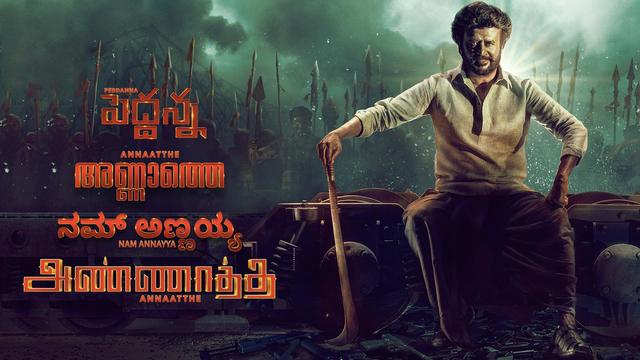 PEDDANNA
పెద్దన్న
ANNAATTHE
അണ്ണാത്തെ
ನಮ್ ಅಣ್ಣಯ್ಯ
NAM ANNAYYA
அண்ணாத்த
ANNAATTHE